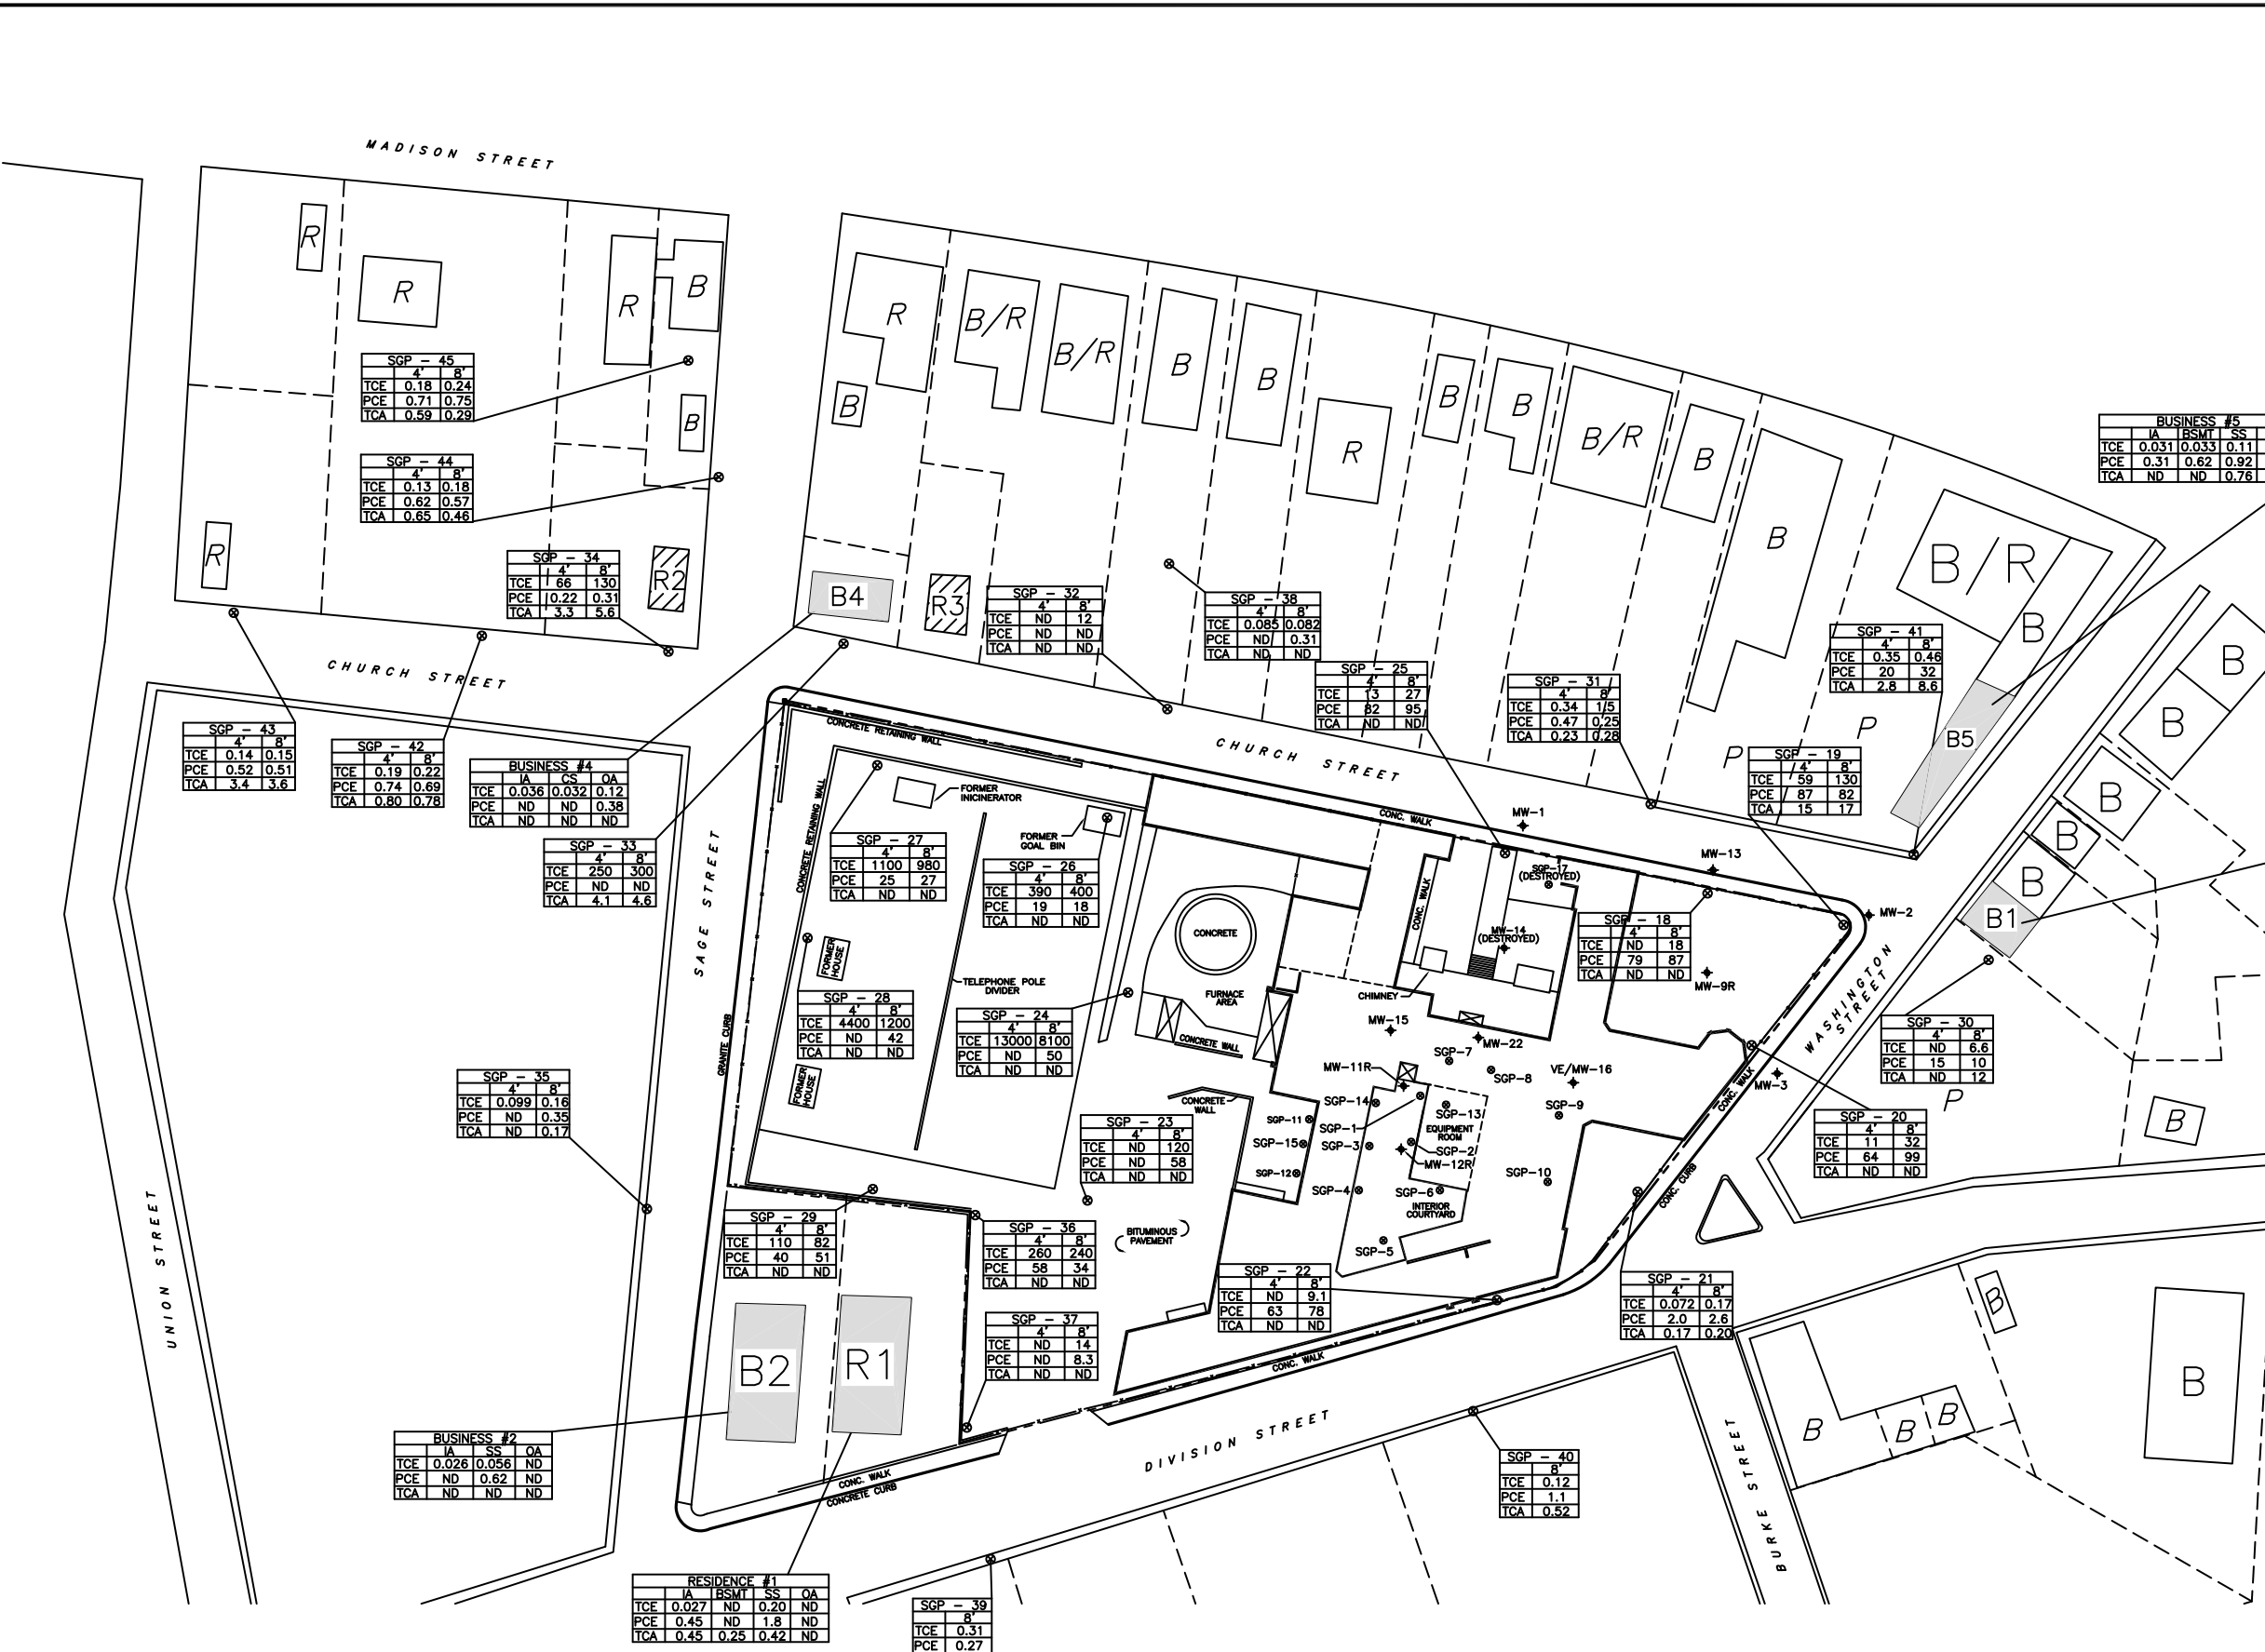 MADISON STREET
R
R
R
B
B
R
R2
SGP - 45
4' 8'
TCE 0.18 0.24
PCE 0.71 0.75
TCA 0.59 0.29
SGP - 44
4' 8'
TCE 0.13 0.18
PCE 0.62 0.57
TCA 0.65 0.46
SGP - 34
4' 8'
TCE 66 130
PCE 0.22 0.31
TCA 3.3 5.6
R
B/R
B/R
B
B
B
R
B
B
B/R
B
B
B/R
B
B4
R3
SGP - 32
4' 8'
TCE ND 12
PCE ND ND
TCA ND ND
SGP - 38
4' 8'
TCE 0.085 0.082
PCE ND 0.31
TCA ND ND
SGP - 25
4' 8'
TCE 13 27
PCE 82 95
TCA ND ND
SGP - 31
4' 8'
TCE 0.34 1.5
PCE 0.47 0.25
TCA 0.23 0.28
SGP - 41
4' 8'
TCE 0.35 0.46
PCE 20 32
TCA 2.8 8.6
BUSINESS #5
IA BSMT SS
TCE 0.031 0.033 0.11
PCE 0.31 0.62 0.92
TCA ND ND 0.76
P
P
B5
SGP - 19
4' 8'
TCE 59 130
PCE 87 82
TCA 15 17
B
B
B
B
B
B1
CHURCH STREET
CHURCH STREET
SGP - 43
4' 8'
TCE 0.14 0.15
PCE 0.52 0.51
TCA 3.4 3.6
SGP - 42
4' 8'
TCE 0.19 0.22
PCE 0.74 0.69
TCA 0.80 0.78
BUSINESS #4
IA CS OA
TCE 0.036 0.032 0.12
PCE ND ND 0.38
TCA ND ND ND
SGP - 33
4' 8'
TCE 250 300
PCE ND ND
TCA 4.1 4.6
SAGE STREET
UNION STREET
GRANITE CURB
CONCRETE RETAINING WALL
CONCRETE RETAINING WALL
FORMER
INICINERATOR
FORMER
GOAL BIN
SGP - 27
4' 8'
TCE 1100 980
PCE 25 27
TCA ND ND
SGP - 26
4' 8'
TCE 390 400
PCE 19 18
TCA ND ND
FORMER
HOUSE
TELEPHONE POLE
DIVIDER
SGP - 28
4' 8'
TCE 4400 1200
PCE ND 42
TCA ND ND
SGP - 24
4' 8'
TCE 13000 8100
PCE ND 50
TCA ND ND
FORMER
HOUSE
CONCRETE
FURNACE
AREA
CONCRETE WALL
CONC. WALK
CONC. WALK
MW-1
MW-13
MW-2
SGP-17
(DESTROYED)
MW-14
(DESTROYED)
CHIMNEY
SGP - 18
4' 8'
TCE ND 18
PCE 79 87
TCA ND ND
MW-9R
MW-15
MW-22
MW-11R
SGP-7
SGP-8
VE/MW-16
SGP-9
MW-3
WASHINGTON
STREET
SGP - 30
4' 8'
TCE ND 6.6
PCE 15 10
TCA ND 12
P
B
SGP - 20
4' 8'
TCE 11 32
PCE 64 99
TCA ND ND
CONC. WALK
CONC. CURB
SGP - 35
4' 8'
TCE 0.099 0.16
PCE ND 0.35
TCA ND 0.17
CONCRETE
WALL
SGP-14
SGP-13
SGP-11
SGP-1
EQUIPMENT
ROOM
SGP-15
SGP-3
SGP-2
MW-12R
SGP-12
SGP-4
SGP-6
SGP-10
INTERIOR
COURTYARD
SGP-5
SGP - 23
4' 8'
TCE ND 120
PCE ND 58
TCA ND ND
BITUMINOUS
PAVEMENT
SGP - 29
4' 8'
TCE 110 82
PCE 40 51
TCA ND ND
SGP - 36
4' 8'
TCE 260 240
PCE 58 34
TCA ND ND
SGP - 22
4' 8'
TCE ND 9.1
PCE 63 78
TCA ND ND
SGP - 21
4' 8'
TCE 0.072 0.17
PCE 2.0 2.6
TCA 0.17 0.20
B2
R1
SGP - 37
4' 8'
TCE ND 14
PCE ND 8.3
TCA ND ND
CONC. WALK
CONC. WALK
CONCRETE CURB
DIVISION STREET
BURKE STREET
B
B
B
B
B
BUSINESS #2
IA SS OA
TCE 0.026 0.056 ND
PCE ND 0.62 ND
TCA ND ND ND
SGP - 40
8'
TCE 0.12
PCE 1.1
TCA 0.52
RESIDENCE #1
IA BSMT SS OA
TCE 0.027 ND 0.20 ND
PCE 0.45 ND 1.8 ND
TCA 0.45 0.25 0.42 ND
SGP - 39
8'
TCE 0.31
PCE 0.27